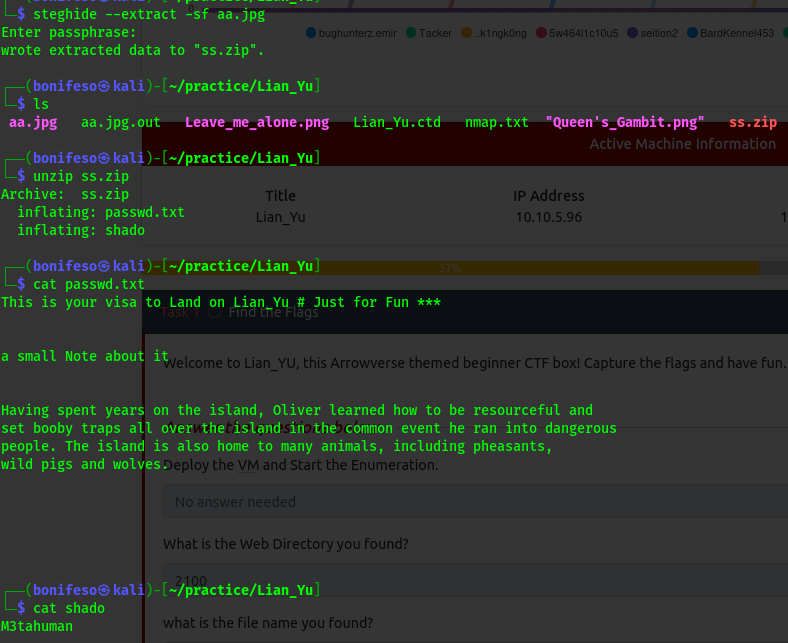 (bonifeso㉿kali)-[~/practice/Lian_Yu]
$ steghide --extract -sf aa.jpg
Enter passphrase:
wrote extracted data to "ss.zip".
bughunterz.emir Tacker ..k1ngk0ng 5w464l1c10u5 seition2 BardKennel453
(bonifeso㉿kali)-[~/practice/Lian_Yu]
$ ls
aa.jpg aa.jpg.out Leave_me_alone.png Lian_Yu.ctd nmap.txt "Queen's_Gambit.png" ss.zip
Active Machine Information
(bonifeso㉿kali)-[~/practice/Lian_Yu]
$ unzip ss.zip
Archive: ss.zip
inflating: passwd.txt
inflating: shado
Title IP Address
Lian_Yu 10.10.5.96 1
(bonifeso㉿kali)-[~/practice/Lian_Yu]
57%
$ cat passwd.txt
This is your visa to Land on Lian_Yu # Just for Fun ***
Task 1 Find the Flags
a small Note about it
Welcome to Lian_YU, this Arrowverse themed beginner CTF box! Capture the flags and have fun.
Having spent years on the island, Oliver learned how to be resourceful and
set booby traps all over the island in the common event he ran into dangerous
people. The island is also home to many animals, including pheasants,
wild pigs and wolves.
Deploy the VM and Start the Enumeration.
No answer needed
What is the Web Directory you found?
2100
(bonifeso㉿kali)-[~/practice/Lian_Yu]
$ cat shado
M3tahuman
what is the file name you found?